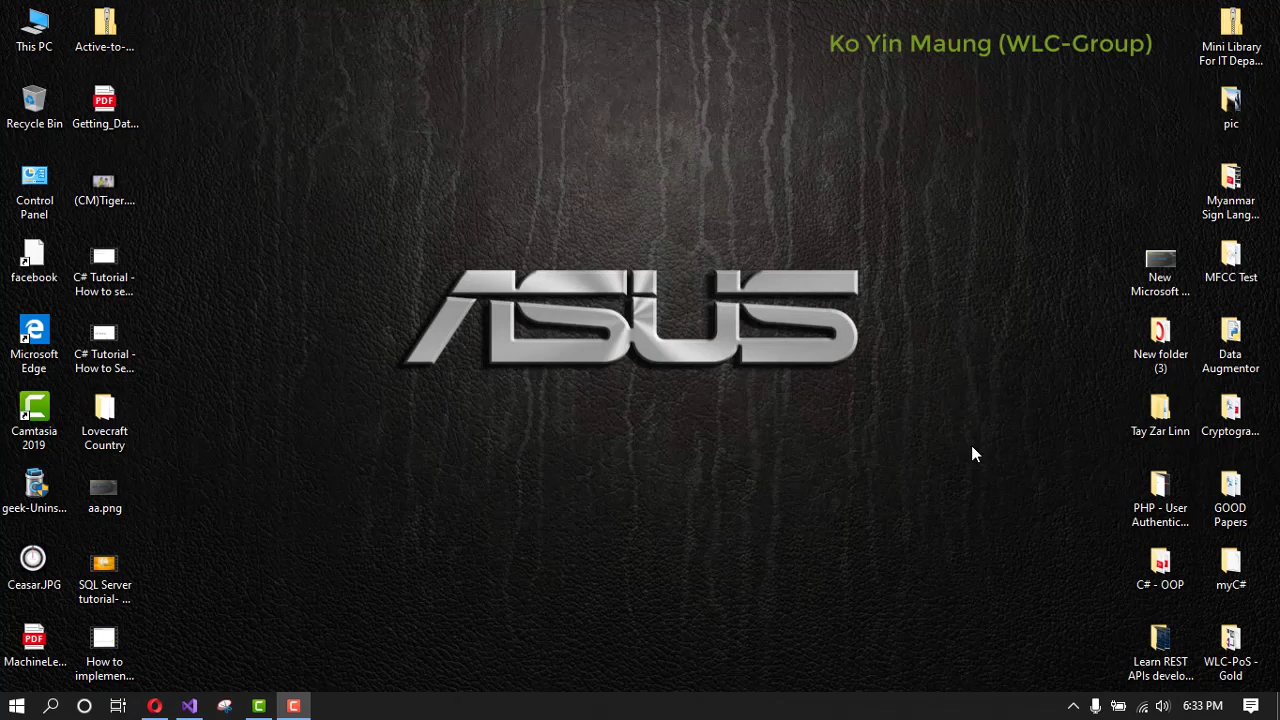 Ko Yin Maung (WLC-Group)
This PC
Active-to-...
Recycle Bin
Getting_Dat...
Control
Panel
(CM)Tiger....
facebook
C# Tutorial -
How to se...
Microsoft
Edge
C# Tutorial -
How to Se...
Camtasia
2019
Lovecraft
Country
geek-Unins...
aa.png
Ceasar.JPG
SQL Server
tutorial- ...
MachineLe...
How to
implemen...
ASUS
Mini Library
For IT Depa...
pic
Myanmar
Sign Lang...
New
Microsoft ...
MFCC Test
New folder
(3)
Data
Augmentor
Tay Zar Linn
Cryptogra...
PHP - User
Authentic...
GOOD
Papers
C# - OOP
myC#
Learn REST
APIs develo...
WLC-PoS -
Gold
PDF
PDF
6:33 PM